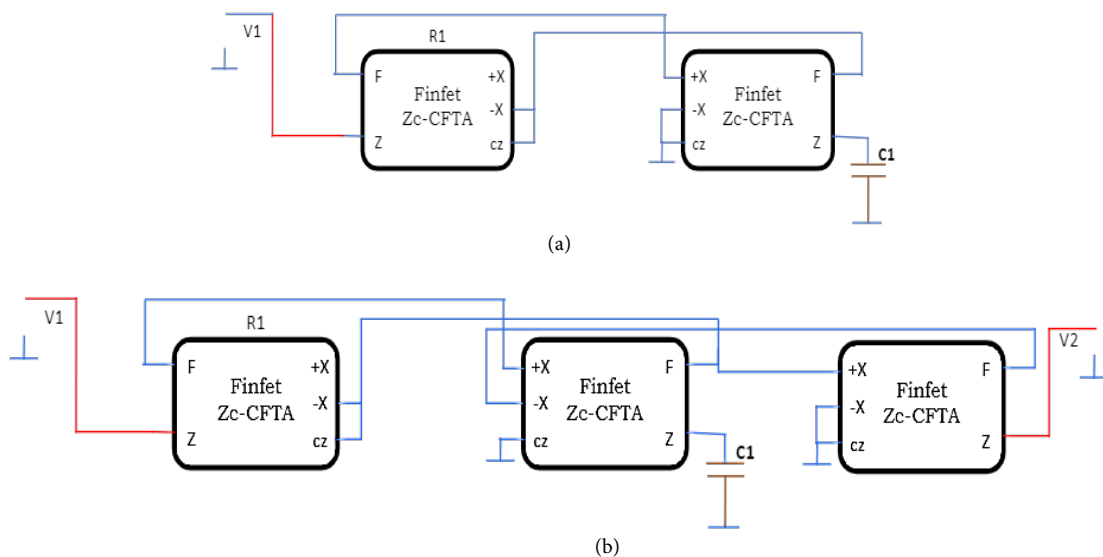 V1
R1
F
+X
Finfet
Zc-CFTA
-X
Z
cz
+X
F
Finfet
Zc-CFTA
-X
cz
Z
C1
(a)
V1
R1
F
+X
Finfet
Zc-CFTA
-X
Z
cz
+X
F
Finfet
Zc-CFTA
-X
cz
Z
C1
+X
F
Finfet
Zc-CFTA
-X
cz
Z
V2
(b)